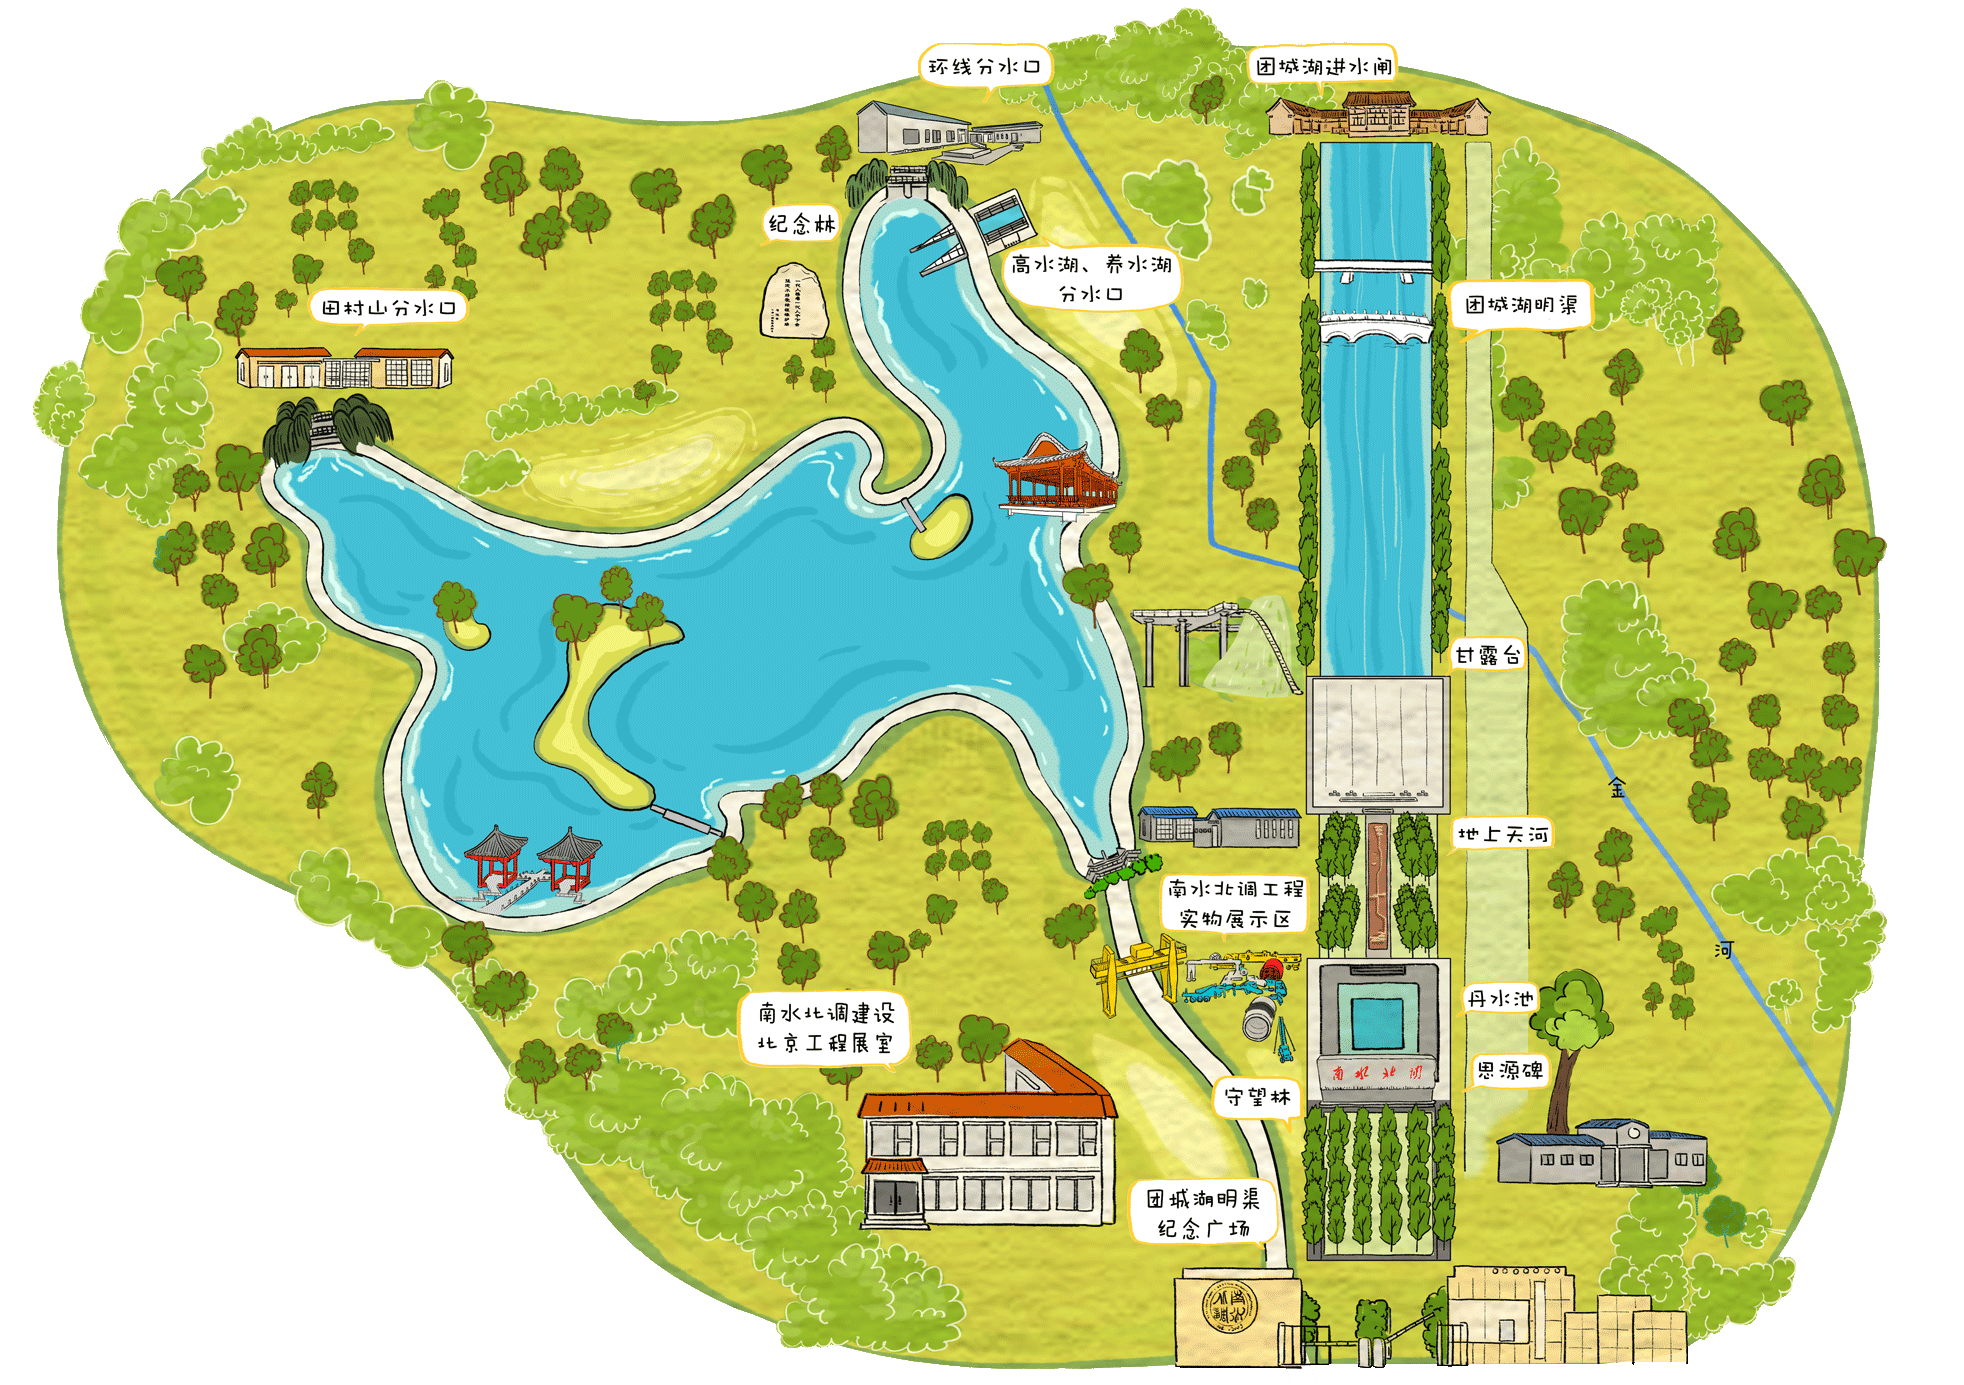 环线分水口
团城湖进水闸
纪念林
高水湖、养水湖
分水口
田村山分水口
团城湖明渠
甘露台
金
河
地上天河
南水北调工程
实物展示区
丹水池
南水北调建设
北京工程展室
思源碑
南水北调
守望林
团城湖明渠
纪念广场